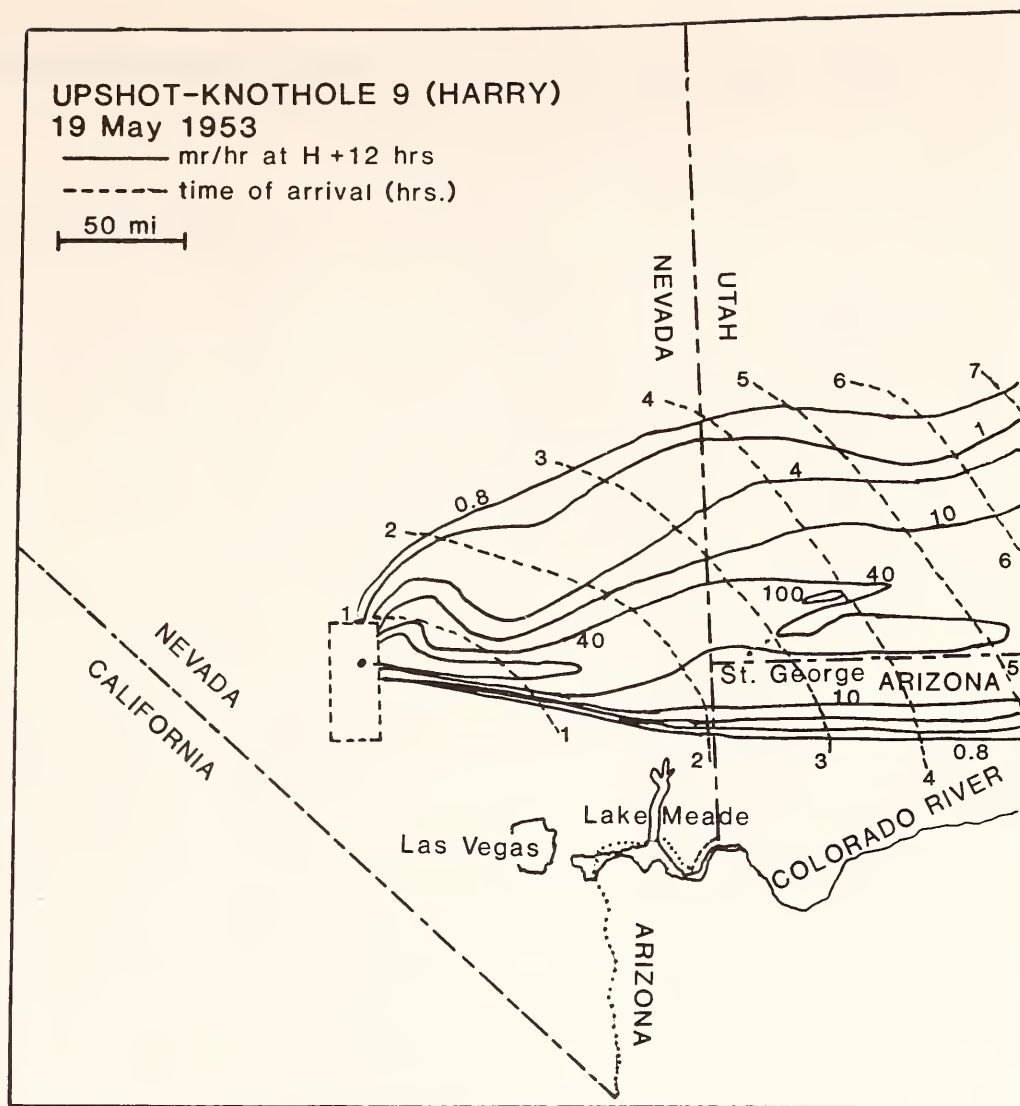 UPSHOT-KNOTHOLE 9 (HARRY)
19 May 1953
mr/hr at H +12 hrs
time of arrival (hrs.)
50 mi
NEVADA
UTAH
7
6
5
4
1
3
4
0.8
2
10
6
40
100
1
40
NEVADA
CALIFORNIA
St. George
ARIZONA
5
10
1
2
3
0.8
4
Lake Meade
Las Vegas
COLORADO RIVER
ARIZONA